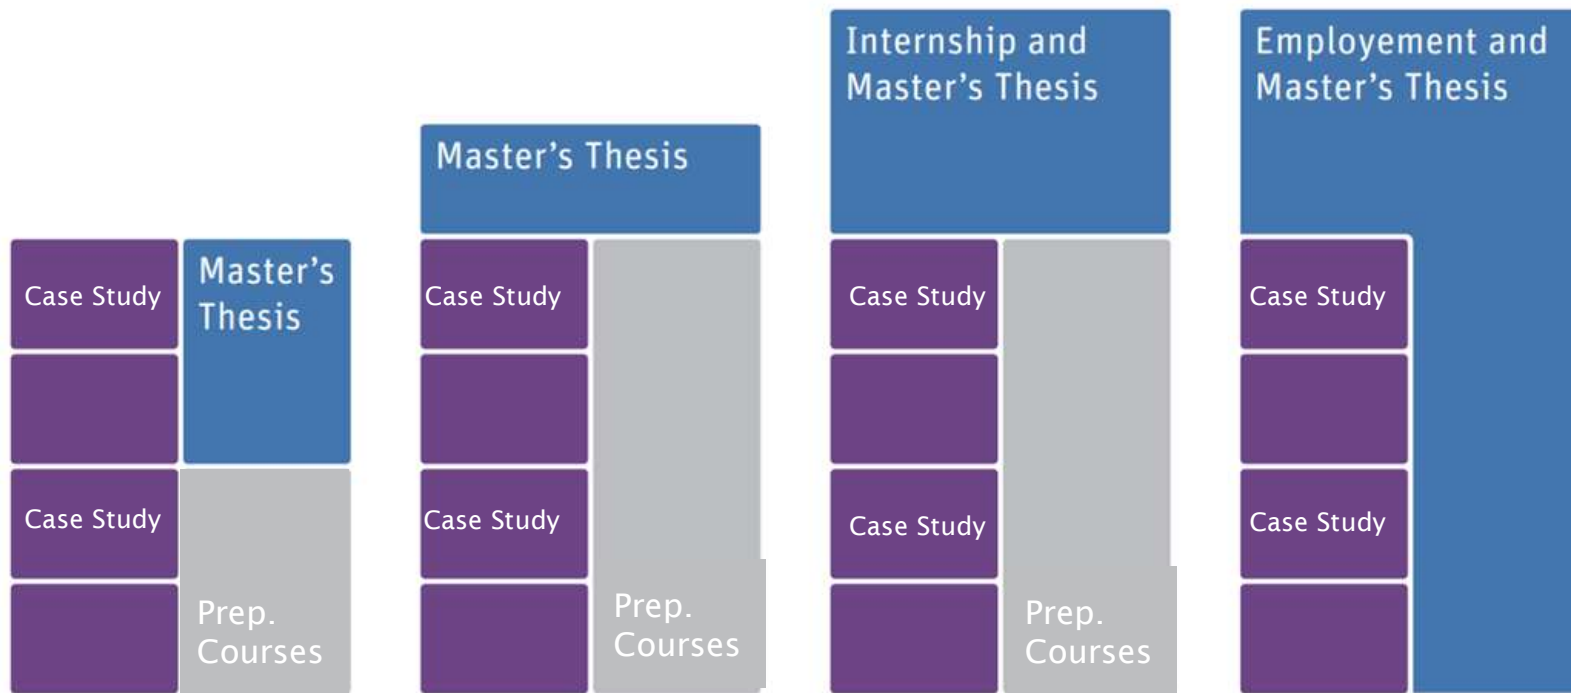 Case Study
Master's
Thesis
Case Study
Prep.
Courses
Master's Thesis
Case Study
Case Study
Prep.
Courses
Internship and
Master's Thesis
Case Study
Case Study
Prep.
Courses
Employement and
Master's Thesis
Case Study
Case Study